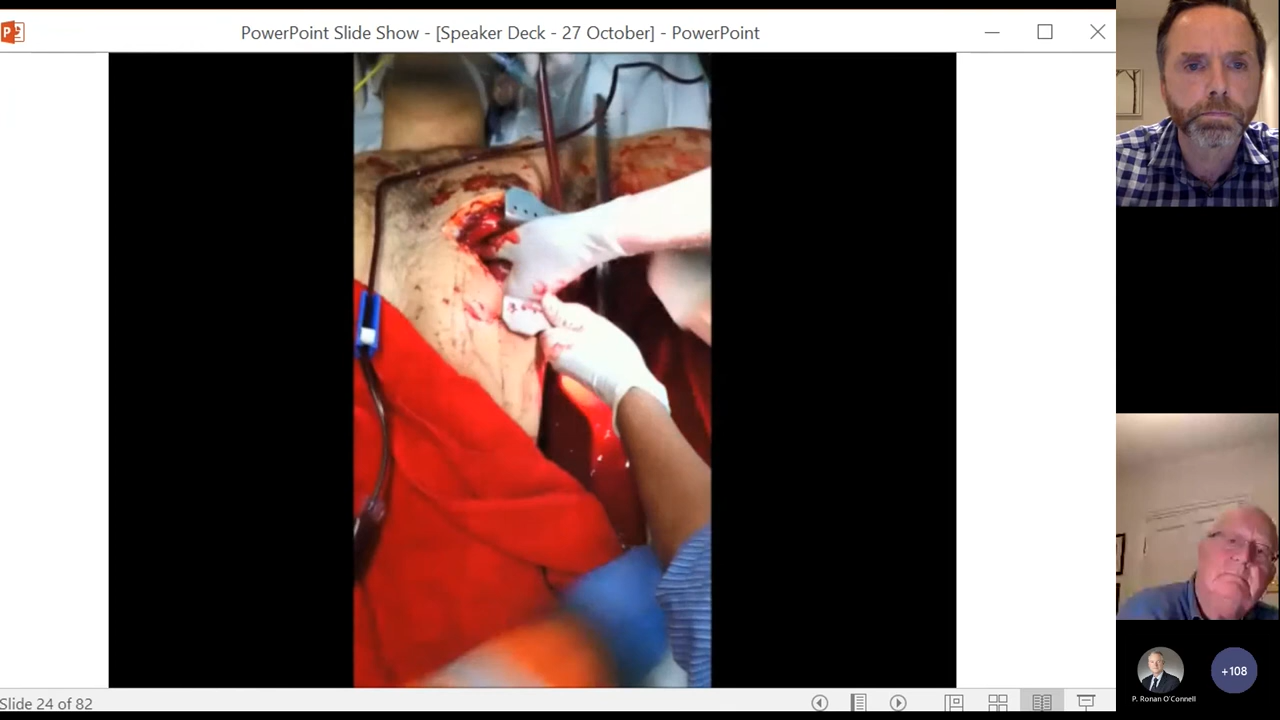 PowerPoint Slide Show - [Speaker Deck - 27 October] - PowerPoint
P. Ronan O'Connell
+108
Slide 24 of 82